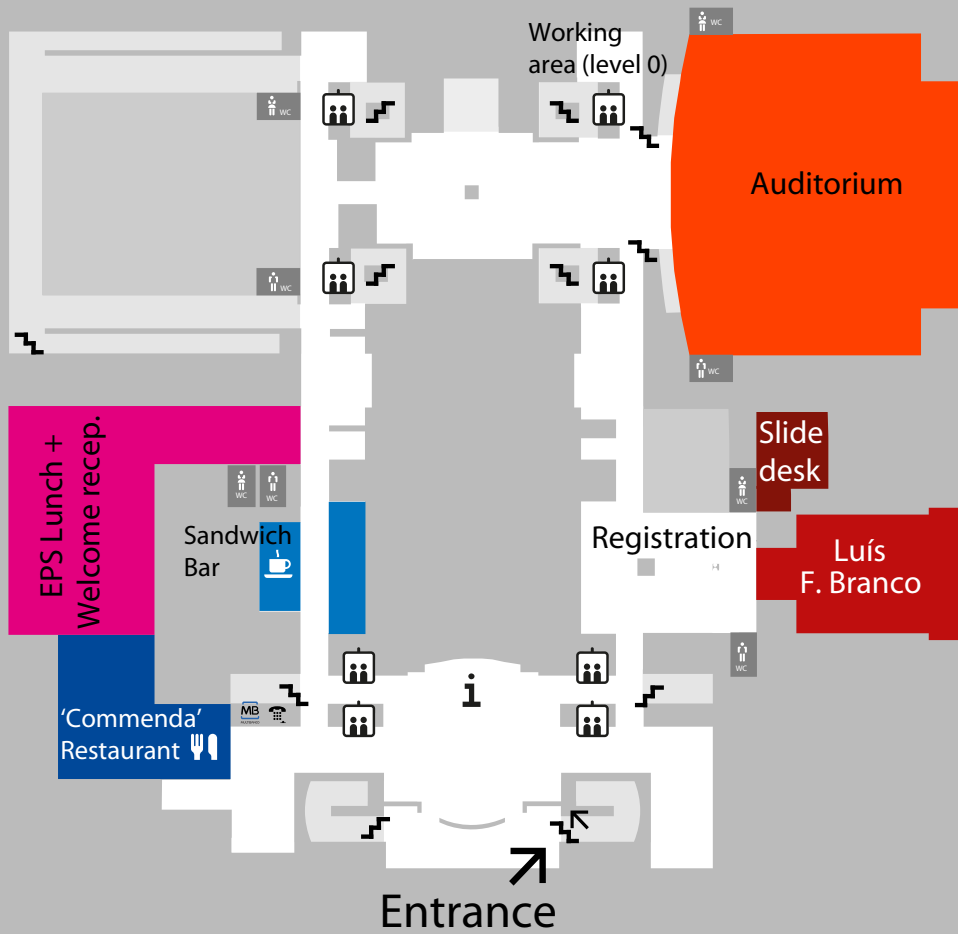 Working
area (level 0)
WC
WC
Auditorium
WC
WC
EPS Lunch +
Welcome recep.
Slide
desk
WC
WC
WC
Sandwich
Bar
Registration
Luís
F. Branco
WC
i
MB
'Commenda'
Restaurant
Entrance